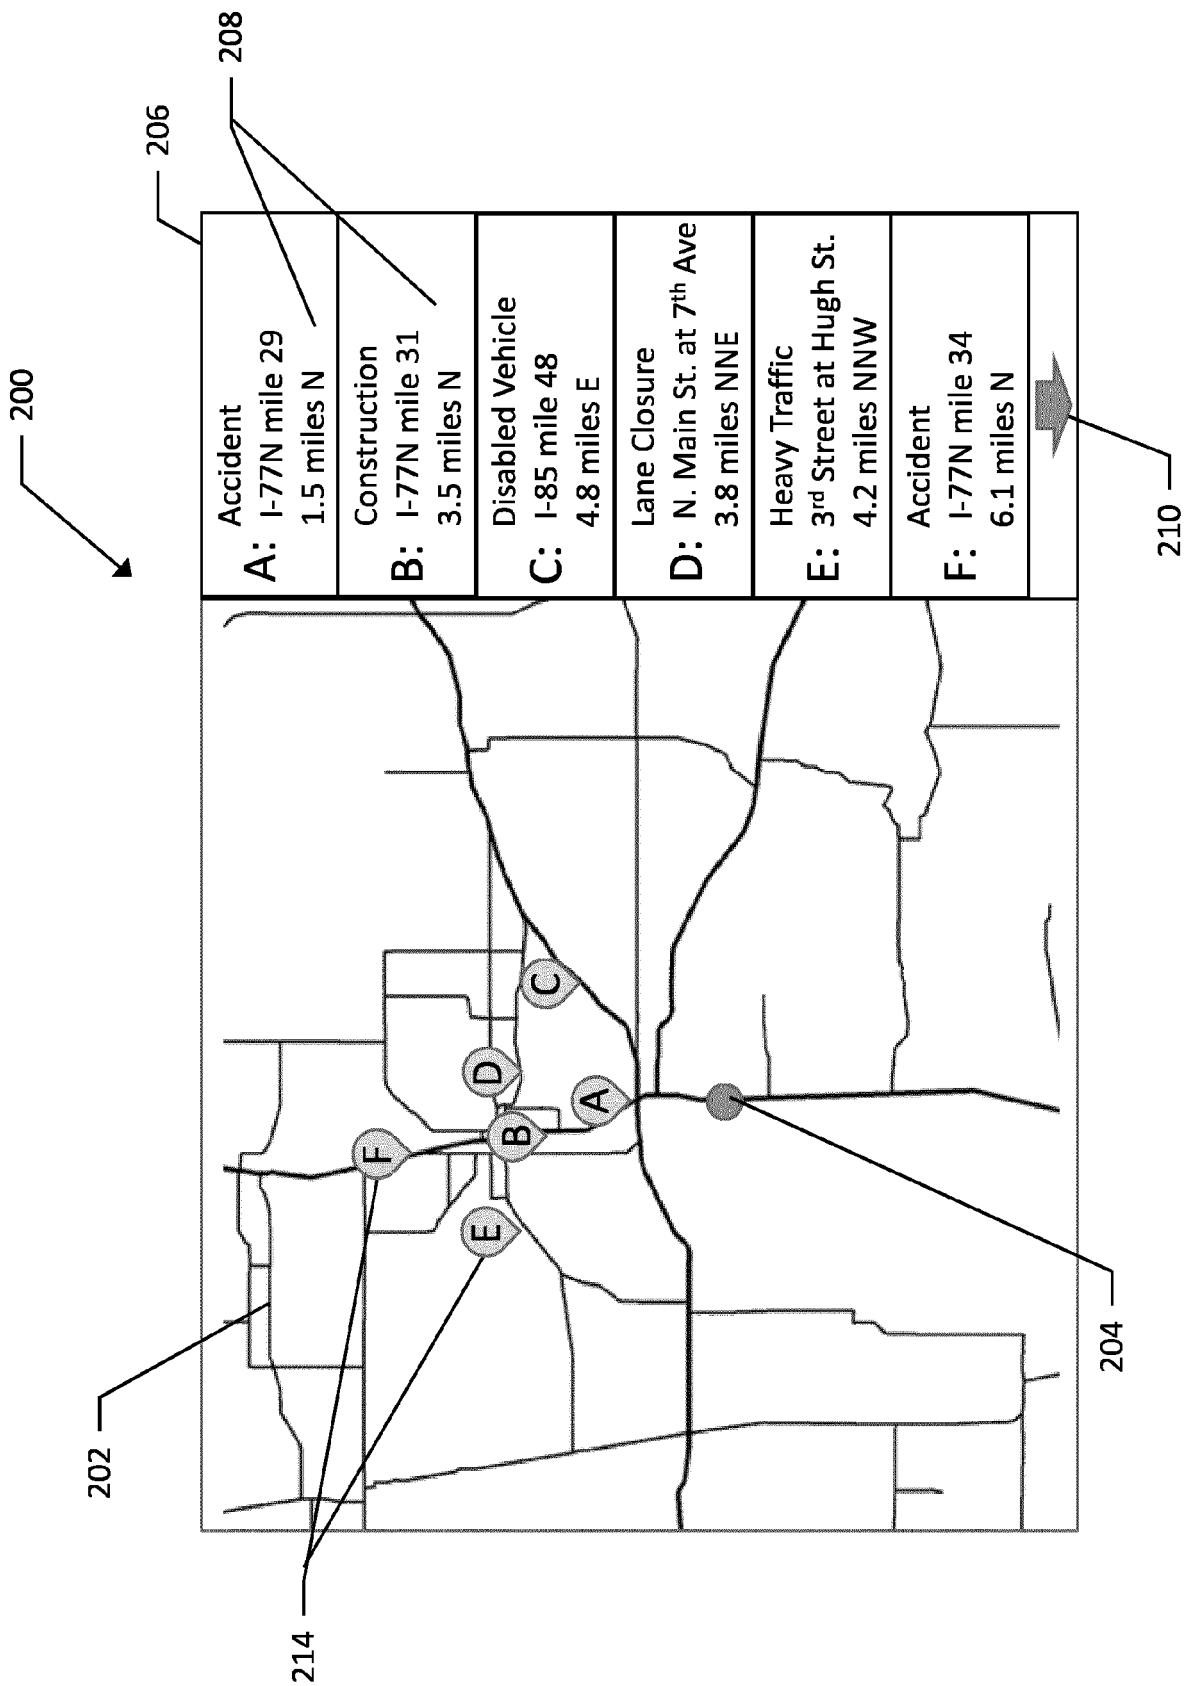 200
206
208
202
214
F
E
D
B
C
A
A: Accident
I-77N mile 29
1.5 miles N
B: Construction
I-77N mile 31
3.5 miles N
C: Disabled Vehicle
I-85 mile 48
4.8 miles E
D: Lane Closure
N. Main St. at 7th Ave
3.8 miles NNE
E: Heavy Traffic
3rd Street at Hugh St.
4.2 miles NNW
F: Accident
I-77N mile 34
6.1 miles N
204
210